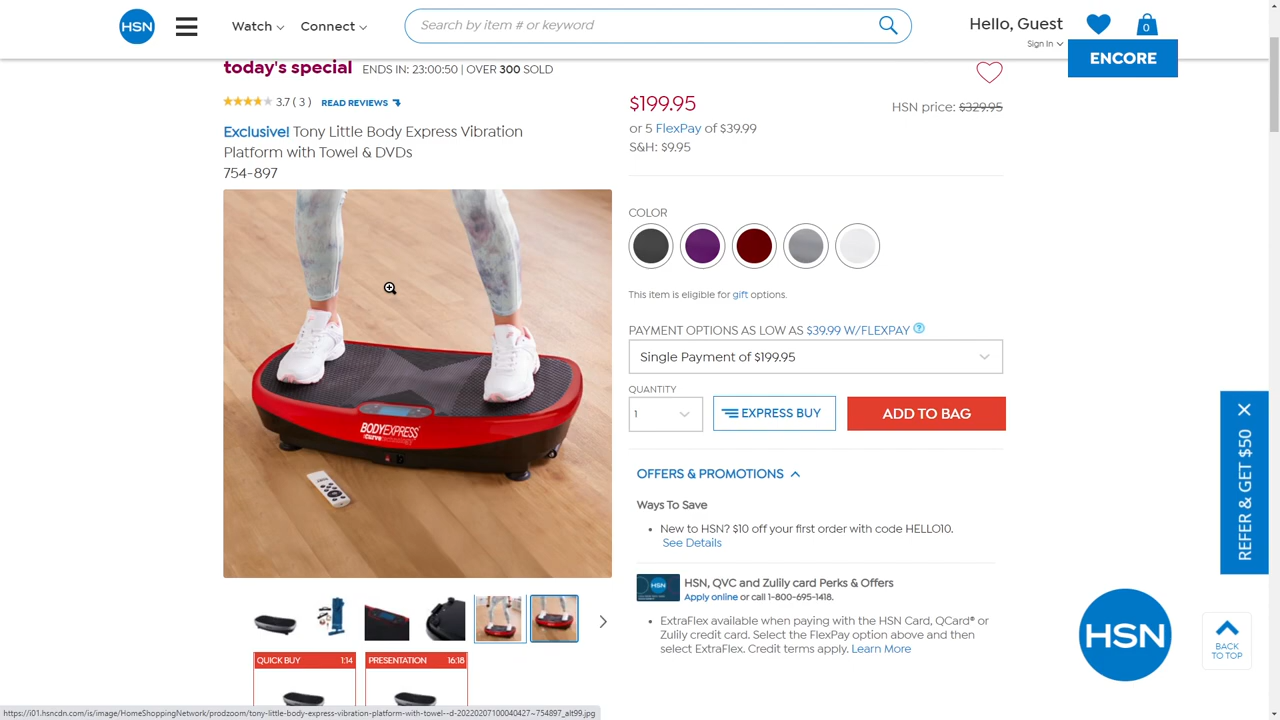 HSN
Watch
Connect
Search by item # or keyword
Hello, Guest
Sign In
0
ENCORE
today's special ENDS IN: 23:00:50 | OVER 300 SOLD
3.7 ( 3 ) READ REVIEWS
Exclusive! Tony Little Body Express Vibration
Platform with Towel & DVDs
754-897
BODYEXPRESS
$199.95
HSN price: $329.95
or 5 FlexPay of $39.99
S&H: $9.95
COLOR
This item is eligible for gift options.
PAYMENT OPTIONS AS LOW AS $39.99 W/FLEXPAY ?
Single Payment of $199.95
QUANTITY
1
EXPRESS BUY
ADD TO BAG
OFFERS & PROMOTIONS
Ways To Save
• New to HSN? $10 off your first order with code HELLO10.
See Details
HSN
HSN, QVC and Zulily card Perks & Offers
Apply online or call 1-800-695-1418.
• ExtraFlex available when paying with the HSN Card, QCard® or
Zulily credit card. Select the FlexPay option above and then
select ExtraFlex. Credit terms apply. Learn More
REFER & GET $50
HSN
BACK
TO TOP
QUICK BUY 1:14
PRESENTATION 16:18
https://i01.hsncdn.com/is/image/HomeShoppingNetwork/prodzoom/tony-little-body-express-vibration-platform-with-towel--d-20220207100040427~754897_alt99.jpg